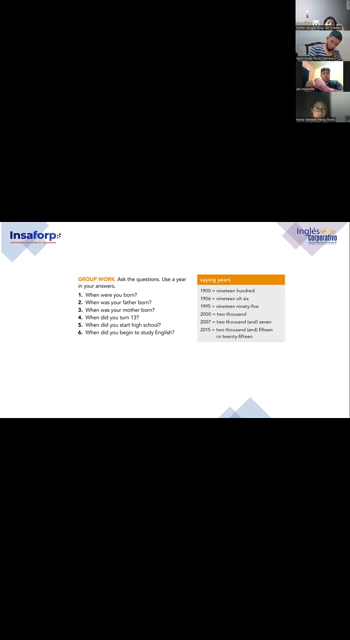 Insaforp
Inglés
Corporativo
GROUP WORK Ask the questions. Use a year
in your answers.
1. When were you born?
2. When was your father born?
3. When was your mother born?
4. When did you turn 13?
5. When did you start high school?
6. When did you begin to study English?
saying years
1900 = nineteen hundred
1906 = nineteen oh six
1995 = nineteen ninety-five
2000 = two thousand
2007 = two thousand (and) seven
2015 = two thousand (and) fifteen
or twenty-fifteen